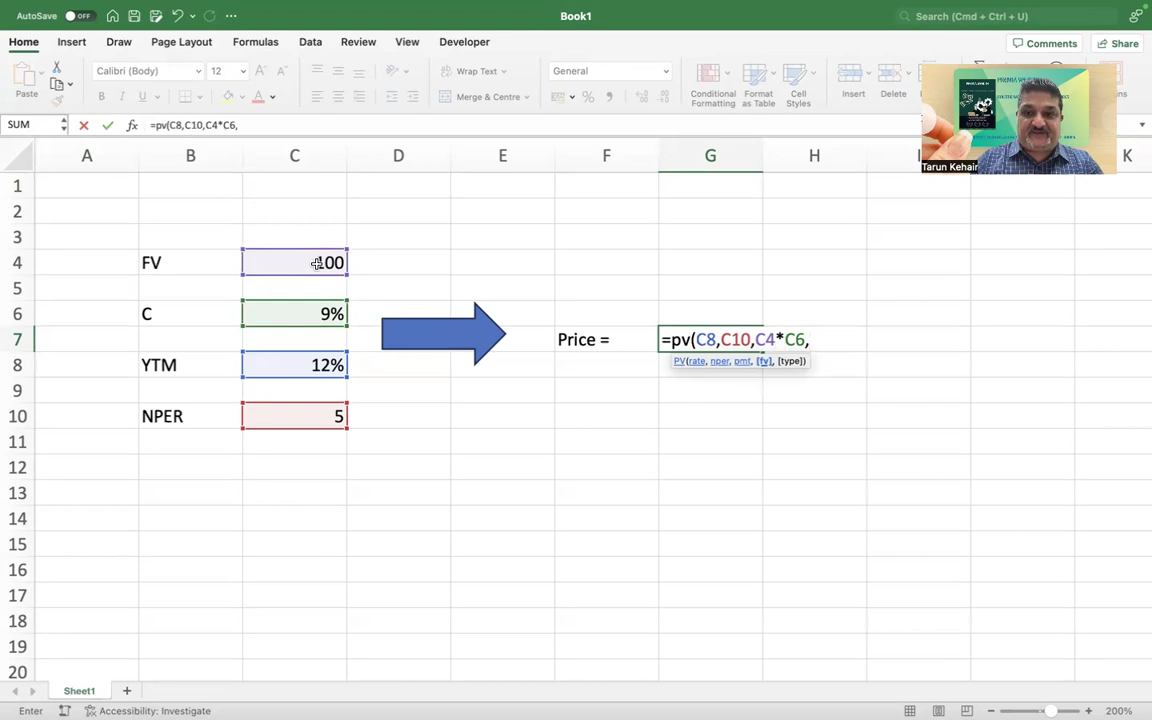 AutoSave OFF Book1 Search (Cmd + Ctrl + U)
Home Insert Draw Page Layout Formulas Data Review View Developer Comments Share
Paste Calibri (Body) 12 A A Wrap Text General Conditional Formatting Format as Table Cell Styles Insert Delete
B I U A Merge & Centre %
SUM fx =pv(C8,C10,C4*C6,
Tarun Kehair
A B C D E F G H K
1
2
3
4 FV 100
5
6 C 9%
7 Price = =pv(C8,C10,C4*C6,
PV(rate, nper, pmt, [fv], [type])
8 YTM 12%
9
10 NPER 5
11
12
13
14
15
16
17
18
19
20
Sheet1
Enter Accessibility: Investigate 200%